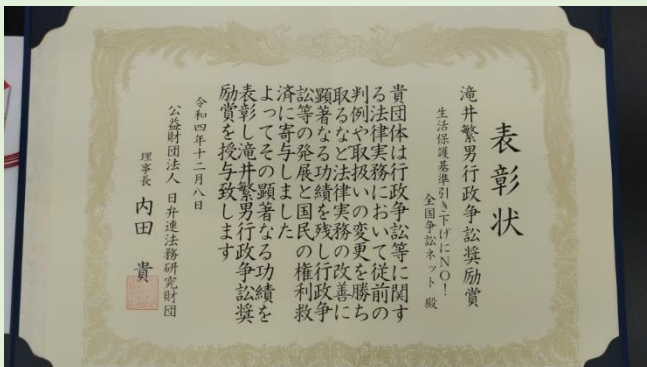 表彰状
滝井繁男行政争訟奨励賞
生活保護基準引き下げにNO!
全国争訟ネット 殿
貴団体は行政争訟等に関す
る法律実務において従前の
判例や取扱いの変更を勝ち
取るなど法律実務の改善に
顕著なる功績を残し行政争
訟等の発展と国民の権利救
済に寄与しました
よってその顕著なる功績を
表彰し滝井繁男行政争訟奨
励賞を授与致します
令和四年十二月八日
公益財団法人 日弁連法務研究財団
理事長 内田 貴